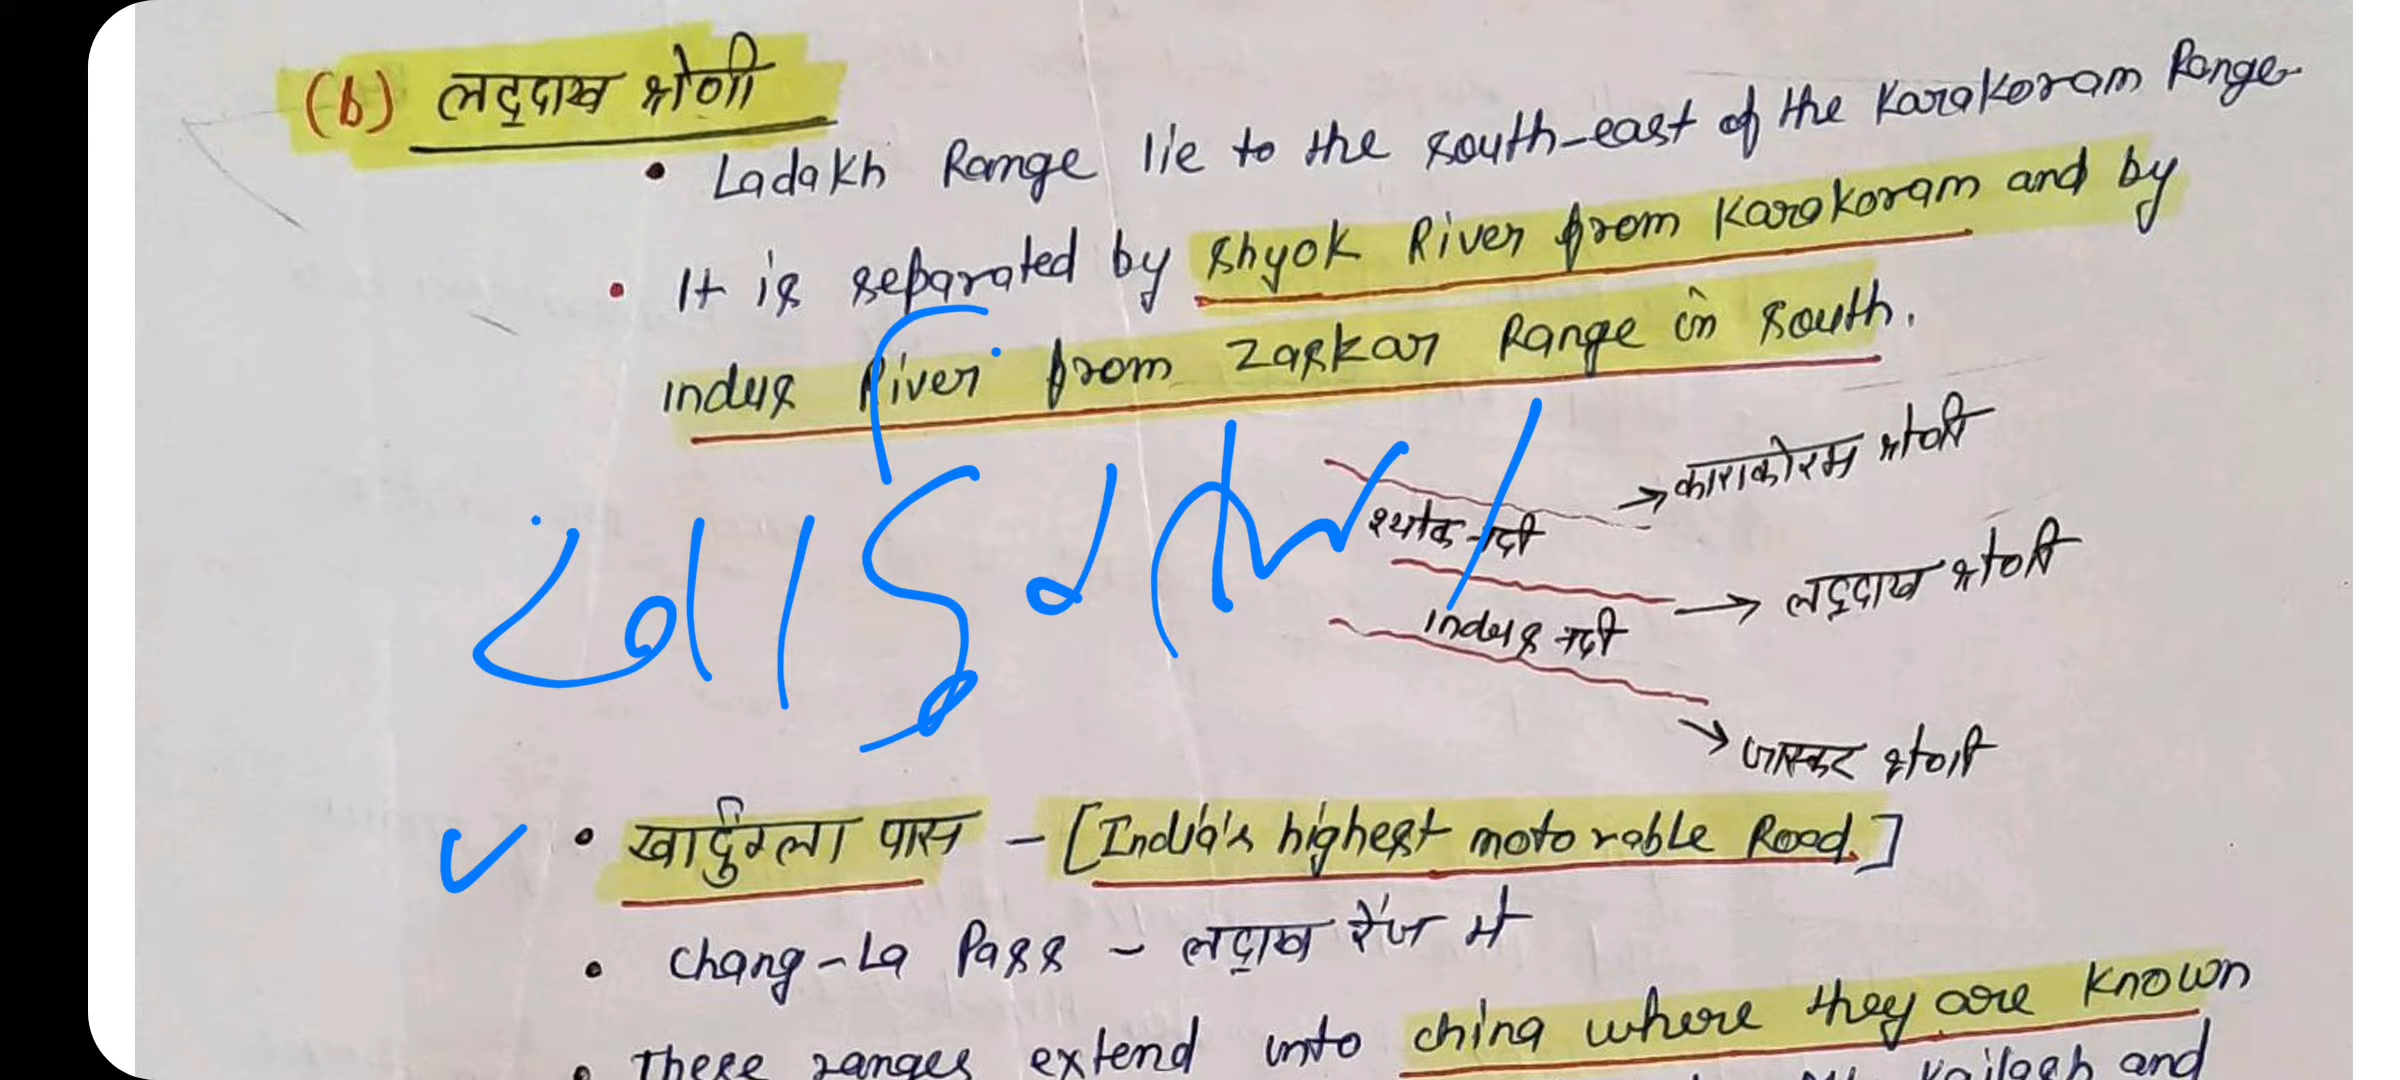 (b) लद्दाख श्रेणी
• Ladakh Range lie to the south-east of the Karakoram Range
• It is separated by Shyok River from Karakoram and by
indus River from Zaskar Range in south.
→ काराकोरम श्रेणी
श्योक नदी
→ लद्दाख श्रेणी
indus नदी
→ जास्कर श्रेणी
• खार्दुंगला पास - [India's highest motorable Road.]
• Chang-La Pass - लद्दाख रेंज में
• These ranges extend into china where they are known
Kailash and